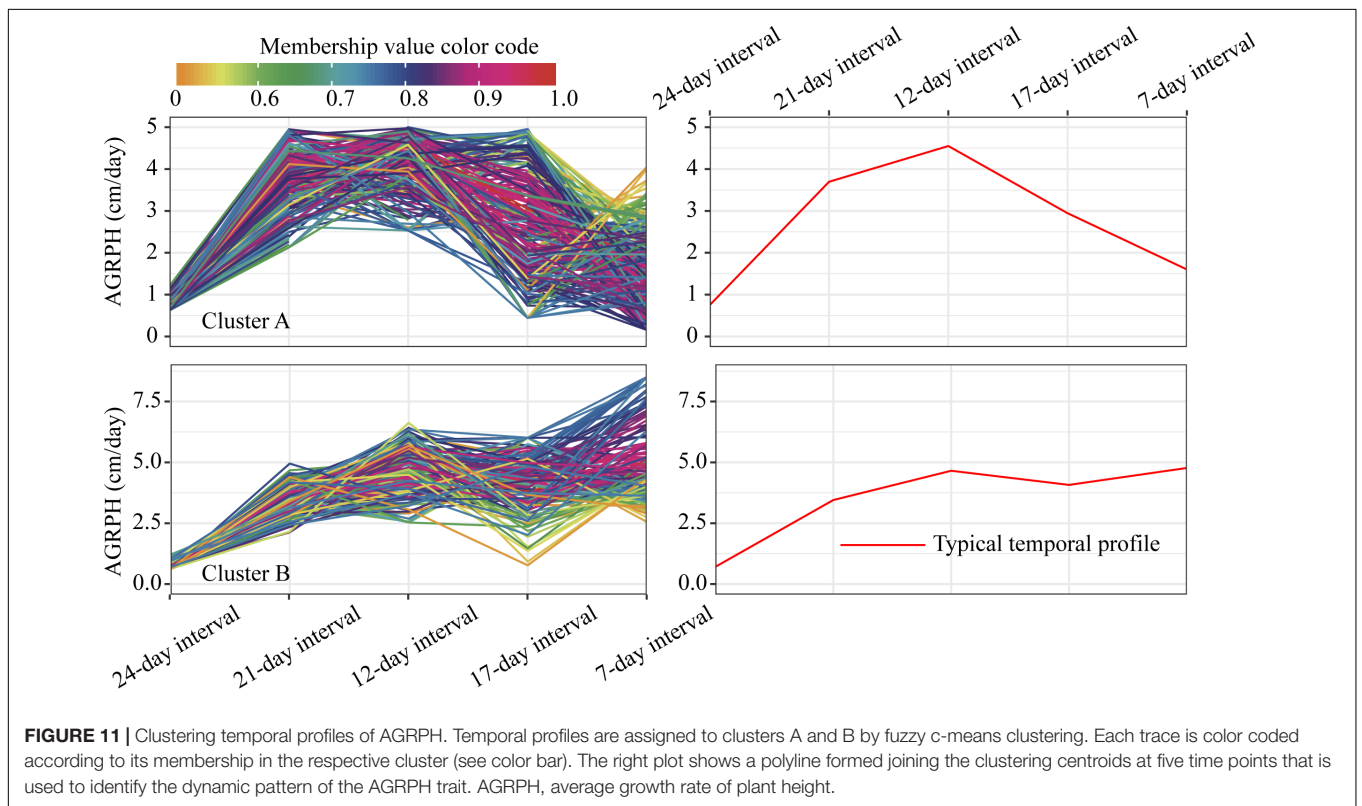 Membership value color code
0 0.6 0.7 0.8 0.9 1.0
24-day interval
21-day interval
12-day interval
17-day interval
7-day interval
AGRPH (cm/day)
5
4
3
2
1
0
Cluster A
5
4
3
2
1
0
AGRPH (cm/day)
7.5
5.0
2.5
0.0
Cluster B
7.5
5.0
2.5
0.0
Typical temporal profile
24-day interval
21-day interval
12-day interval
17-day interval
7-day interval
FIGURE 11 | Clustering temporal profiles of AGRPH. Temporal profiles are assigned to clusters A and B by fuzzy c-means clustering. Each trace is color coded
according to its membership in the respective cluster (see color bar). The right plot shows a polyline formed joining the clustering centroids at five time points that is
used to identify the dynamic pattern of the AGRPH trait. AGRPH, average growth rate of plant height.